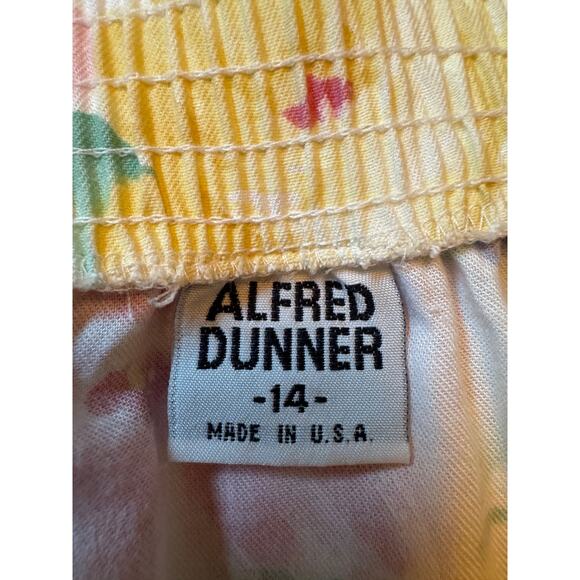 ALFRED
DUNNER
-14-
MADE IN U.S.A.